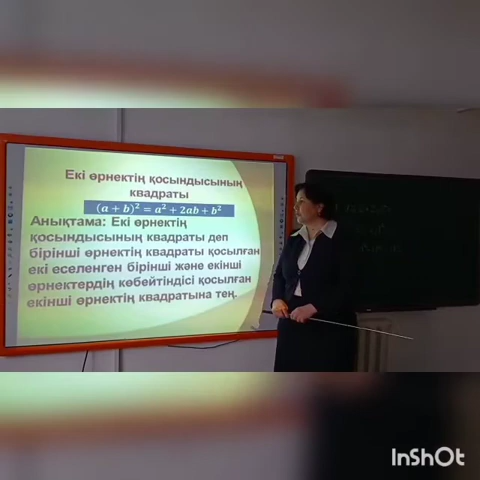 Екі өрнектің қосындысының
квадраты
(a + b)² = a² + 2ab + b²
Анықтама: Екі өрнектің
қосындысының квадраты деп
бірінші өрнектің квадраты қосылған
екі еселенген бірінші және екінші
өрнектердің көбейтіндісі қосылған
екінші өрнектің квадратына тең.
InShOt